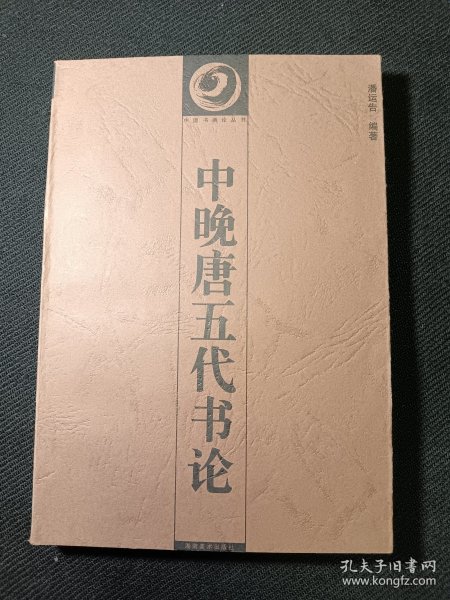 中国书画论丛书
潘运告 编著
中晚唐五代书论
湖南美术出版社
孔夫子旧书网
www.kongfz.com